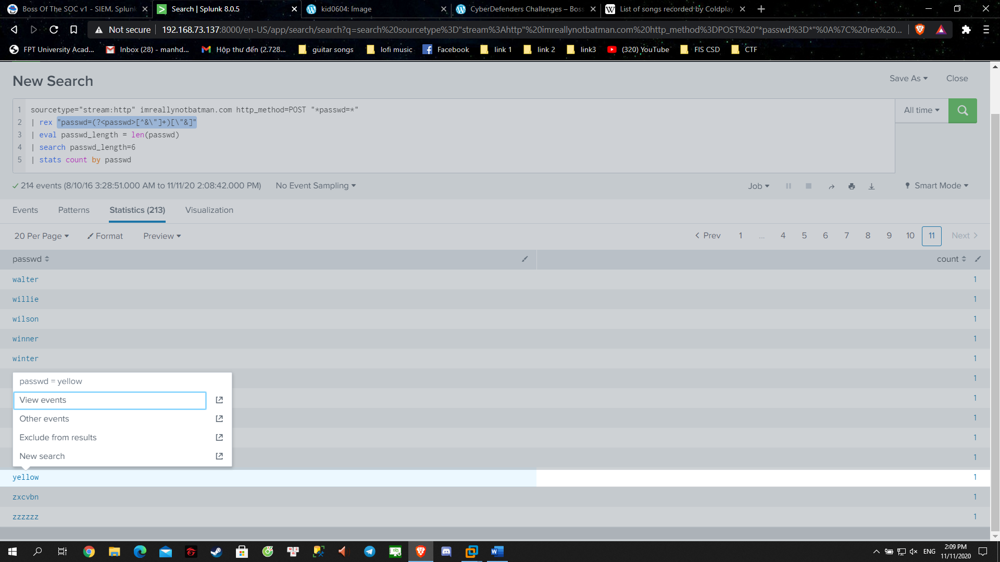 Boss Of The SOC v1 - SIEM, Splunk
Search | Splunk 8.0.5
kid0604: Image
CyberDefenders Challenges – Boss
List of songs recorded by Coldplay
Not secure
192.168.73.137:8000/en-US/app/search/search?q=search%20sourcetype%3D"stream%3Ahttp"%20imreallynotbatman.com%20http_method%3DPOST%20"*passwd%3D*"%0A%7C%20rex%20...
FPT University Acad...
Inbox (28) - manhd...
Hộp thư đến (2.728...
guitar songs
lofi music
Facebook
link 1
link 2
link3
(320) YouTube
FIS CSD
CTF
New Search
Save As
Close
1 sourcetype="stream:http" imreallynotbatman.com http_method=POST "*passwd=*"
2 | rex "passwd=(?<passwd>[^&\"]+)[\"&]"
3 | eval passwd_length = len(passwd)
4 | search passwd_length=6
5 | stats count by passwd
All time
214 events (8/10/16 3:28:51.000 AM to 11/11/20 2:08:42.000 PM)
No Event Sampling
Job
Smart Mode
Events
Patterns
Statistics (213)
Visualization
20 Per Page
Format
Preview
Prev 1 ... 4 5 6 7 8 9 10 11 Next
passwd count
walter 1
willie 1
wilson 1
winner 1
winter 1
passwd = yellow 1
View events 1
Other events 1
Exclude from results 1
New search 1
yellow 1
zxcvbn 1
zzzzzz 1
ENG
2:09 PM
11/11/2020